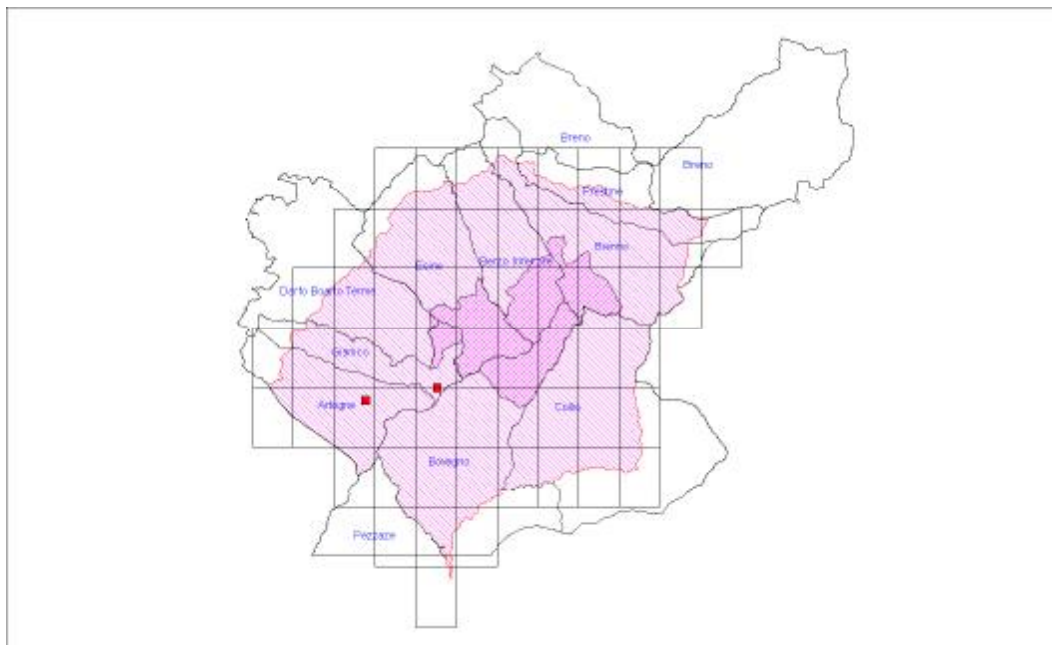 Breno
Breno
Prestine
Bienno
Berzo Inferiore
Esine
Darfo Boario Terme
Gianico
Artogne
Collio
Bovegno
Pezzaze